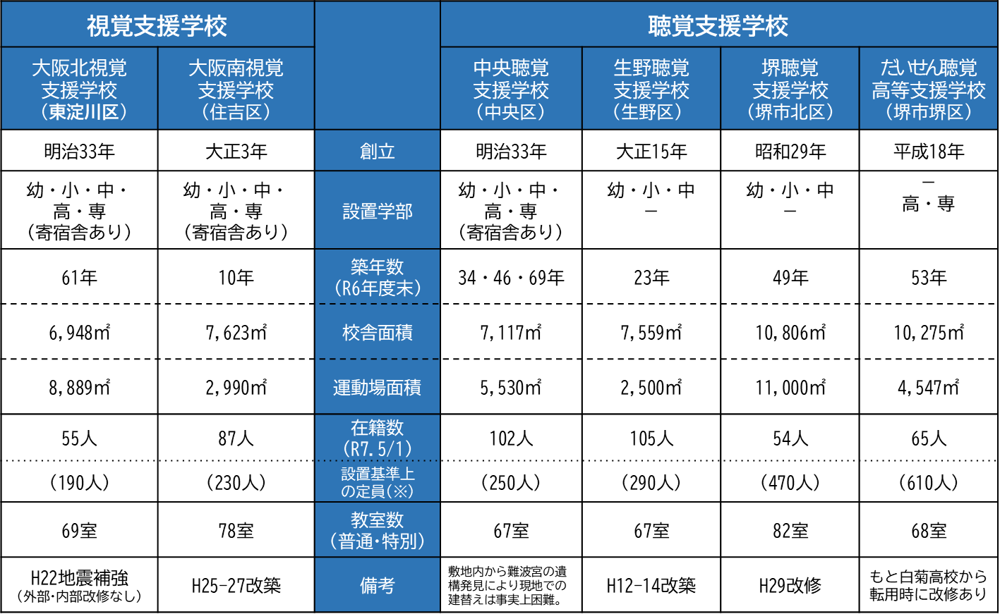 視覚支援学校
聴覚支援学校
大阪北視覚
支援学校
（東淀川区）
大阪南視覚
支援学校
（住吉区）
中央聴覚
支援学校
（中央区）
生野聴覚
支援学校
（生野区）
堺聴覚
支援学校
（堺市北区）
だいせん聴覚
高等支援学校
（堺市堺区）
明治33年
大正3年
創立
明治33年
大正15年
昭和29年
平成18年
幼・小・中・
高・専
（寄宿舎あり）
幼・小・中・
高・専
（寄宿舎あり）
設置学部
幼・小・中・
高・専
（寄宿舎あり）
幼・小・中
－
幼・小・中
－
－
高・専
61年
10年
築年数
（R6年度末）
34・46・69年
23年
49年
53年
6,948㎡
7,623㎡
校舎面積
7,117㎡
7,559㎡
10,806㎡
10,275㎡
8,889㎡
2,990㎡
運動場面積
5,530㎡
2,500㎡
11,000㎡
4,547㎡
55人
87人
在籍数
（R7.5/1）
102人
105人
54人
65人
（190人）
（230人）
設置基準上
の定員（※）
（250人）
（290人）
（470人）
（610人）
69室
78室
教室数
（普通・特別）
67室
67室
82室
68室
H22地震補強
（外部・内部改修なし）
H25-27改築
備考
敷地内から難波宮の遺
構発見により現地での
建替えは事実上困難。
H12-14改築
H29改修
もと白菊高校から
転用時に改修あり